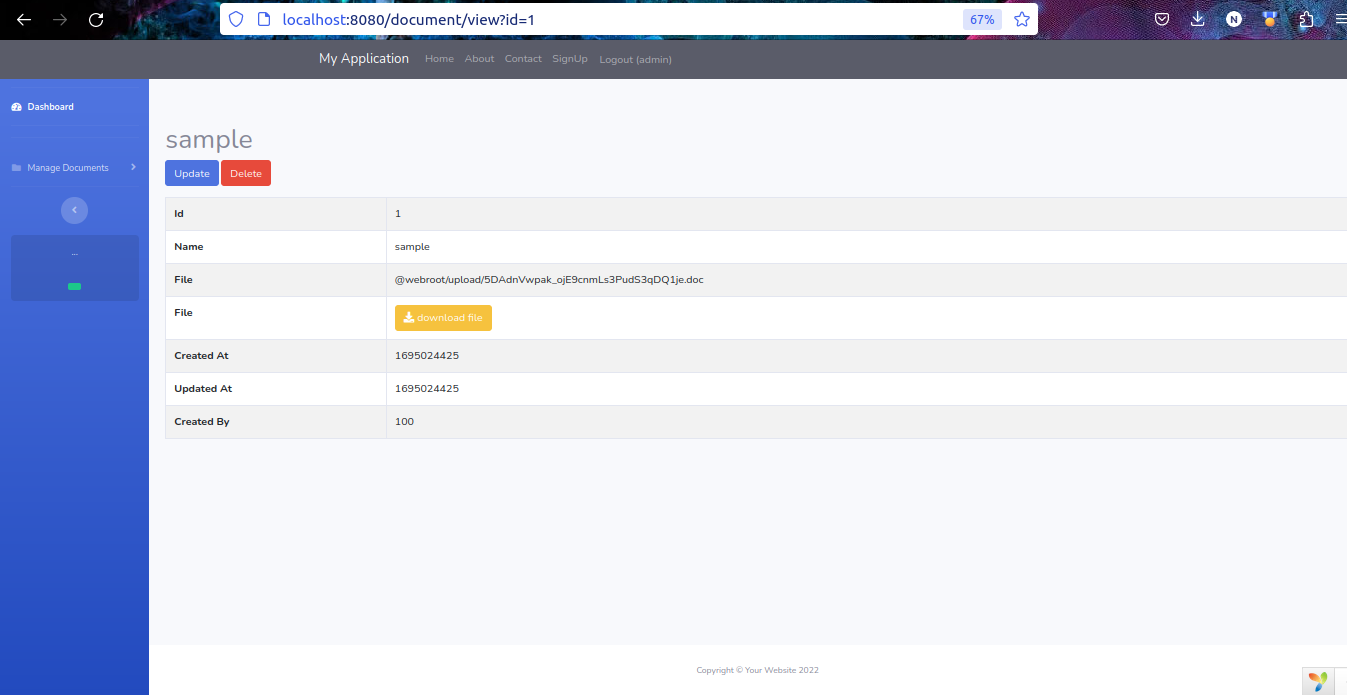 localhost:8080/document/view?id=1
67%
N
My Application Home About Contact SignUp Logout (admin)
Dashboard
Manage Documents
...
sample
Update Delete
Id 1
Name sample
File @webroot/upload/5DAdnVwpak_ojE9cnmLs3PudS3qDQ1je.doc
File download file
Created At 1695024425
Updated At 1695024425
Created By 100
Copyright © Your Website 2022